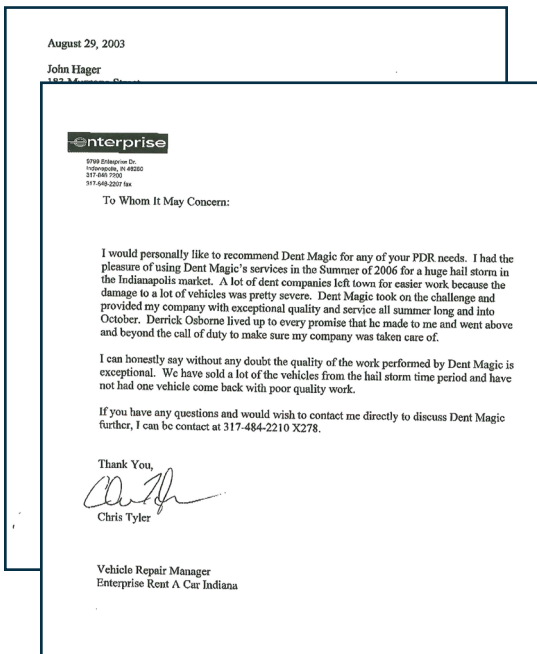 August 29, 2003
John Hager
enterprise
9799 Enterprise Dr.
Indianapolis, IN 46280
317-848 7200
317-848-2207 fax
To Whom It May Concern:
I would personally like to recommend Dent Magic for any of your PDR needs. I had the
pleasure of using Dent Magic's services in the Summer of 2006 for a huge hail storm in
the Indianapolis market. A lot of dent companies left town for easier work because the
damage to a lot of vehicles was pretty severe. Dent Magic took on the challenge and
provided my company with exceptional quality and service all summer long and into
October. Derrick Osborne lived up to every promise that he made to me and went above
and beyond the call of duty to make sure my company was taken care of.
I can honestly say without any doubt the quality of the work performed by Dent Magic is
exceptional. We have sold a lot of the vehicles from the hail storm time period and have
not had one vehicle come back with poor quality work.
If you have any questions and would wish to contact me directly to discuss Dent Magic
further, I can be contact at 317-484-2210 X278.
Thank You,
Chris Tyler
Vehicle Repair Manager
Enterprise Rent A Car Indiana